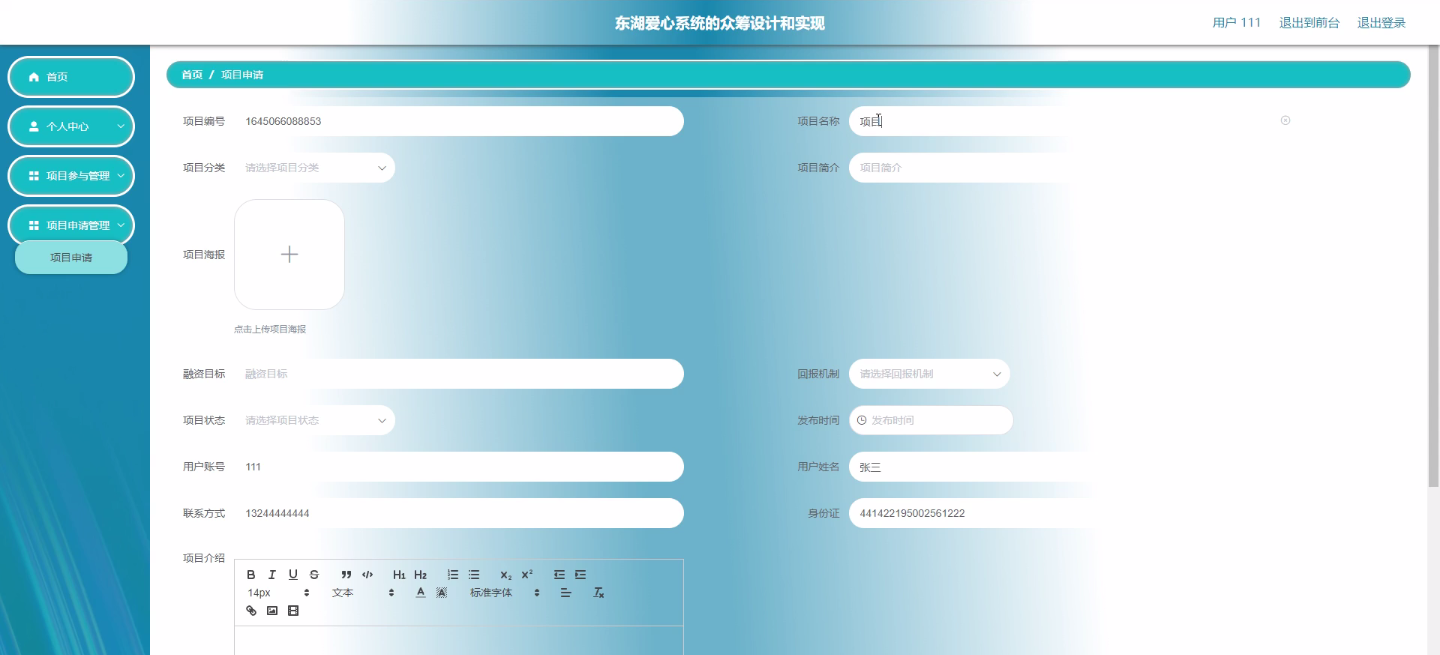 东湖爱心系统的众筹设计和实现
用户 111 退出到前台 退出登录
首页
个人中心
项目参与管理
项目申请管理
项目申请
首页 / 项目申请
项目编号 1645066088853
项目名称 项目
项目分类 请选择项目分类
项目简介 项目简介
项目海报
点击上传项目海报
融资目标 融资目标
回报机制 请选择回报机制
项目状态 请选择项目状态
发布时间 发布时间
用户账号 111
用户姓名 张三
联系方式 13244444444
身份证 441422195002561222
项目介绍
B I U S H1 H2 X2 X2
14px 文本 A A 标准字体 Tx